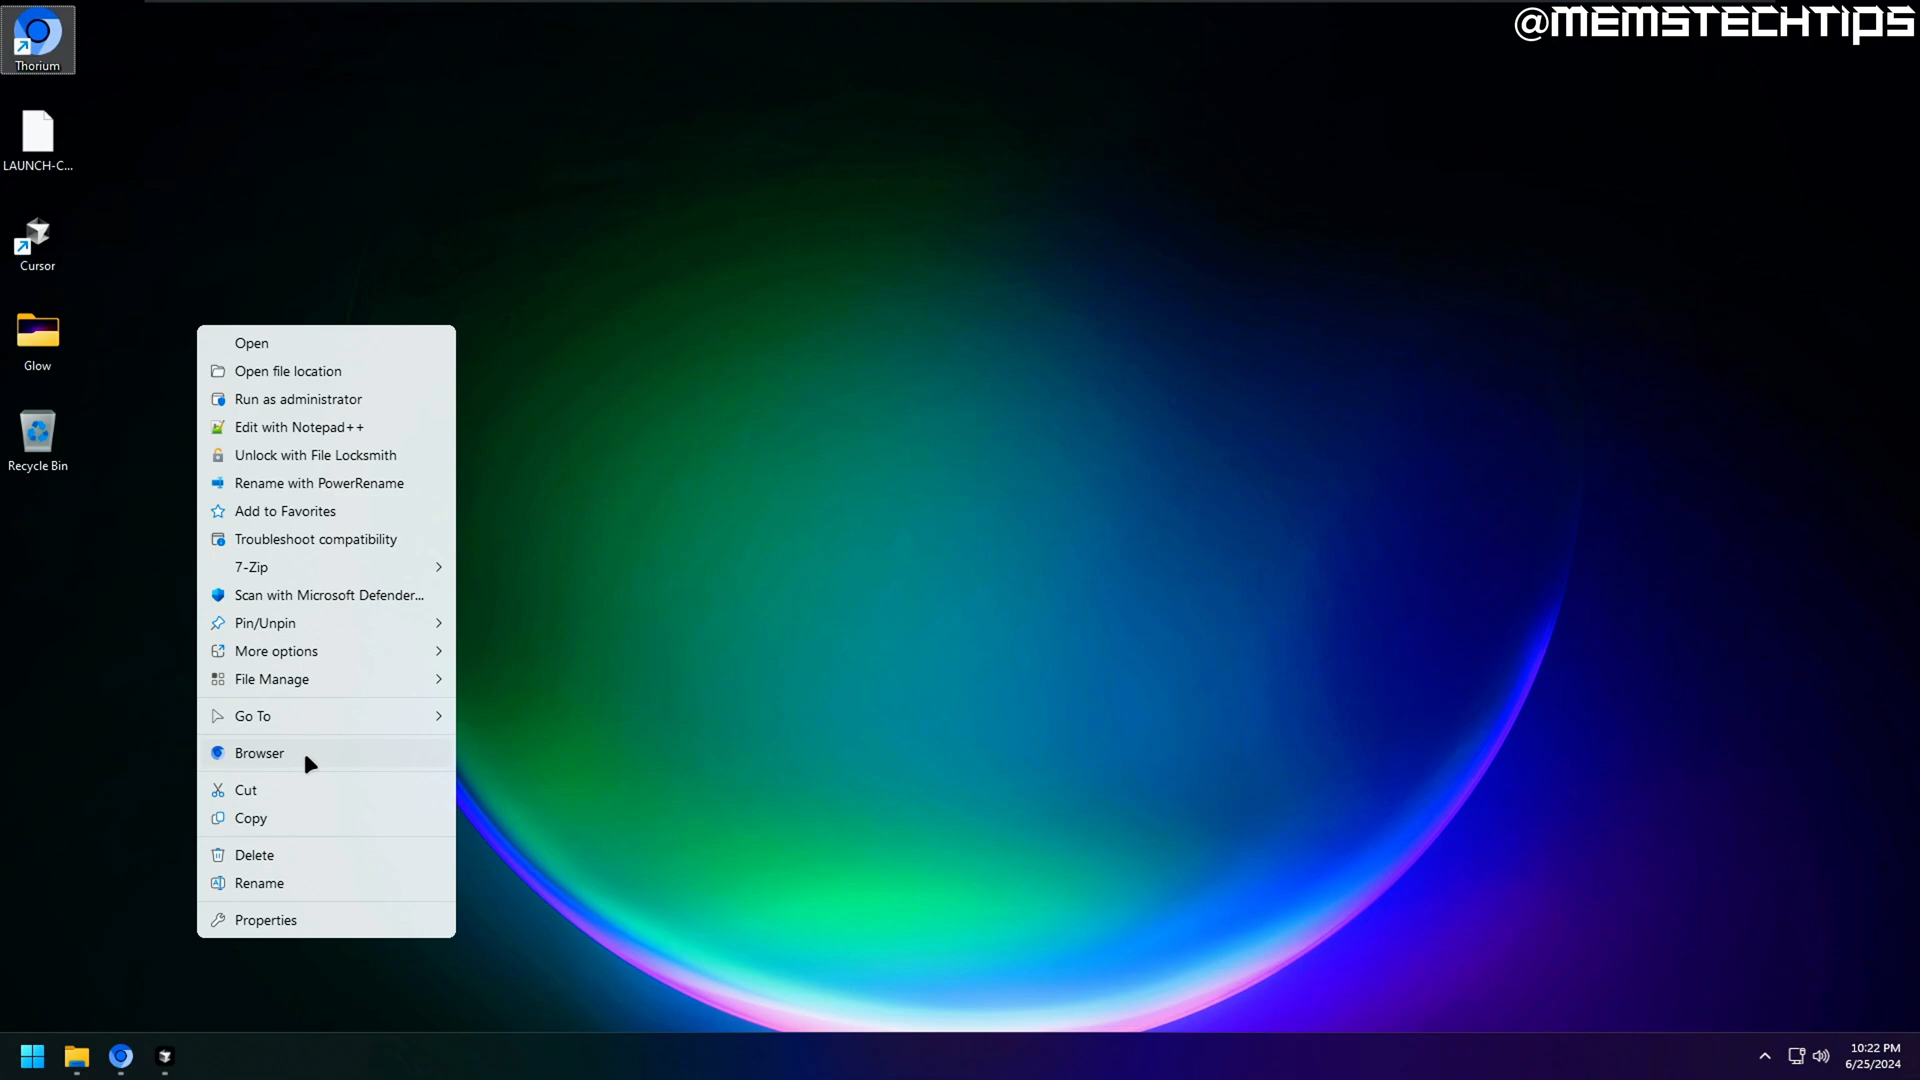 @MEMSTECHTIPS
Thorium
LAUNCH-C...
Cursor
Glow
Recycle Bin
Open
Open file location
Run as administrator
Edit with Notepad++
Unlock with File Locksmith
Rename with PowerRename
Add to Favorites
Troubleshoot compatibility
7-Zip
Scan with Microsoft Defender...
Pin/Unpin
More options
File Manage
Go To
Browser
Cut
Copy
Delete
Rename
Properties
10:22 PM
6/25/2024